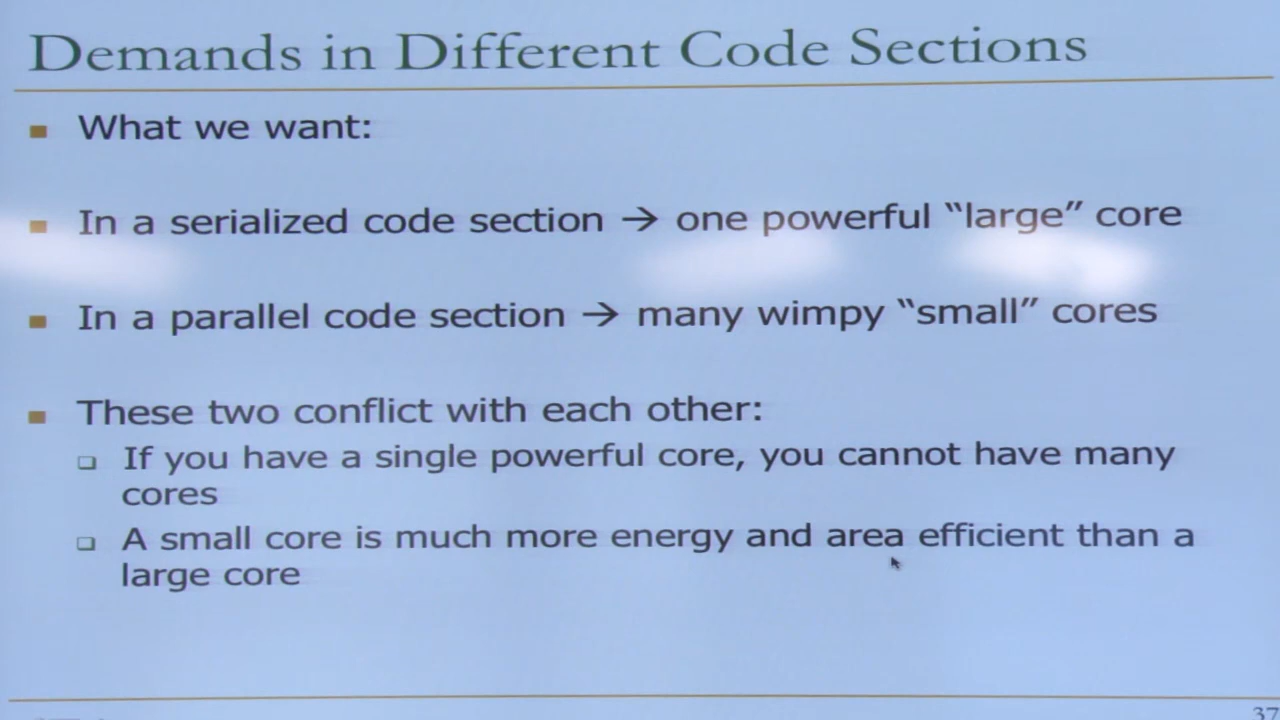 Demands in Different Code Sections
What we want:
In a serialized code section → one powerful “large” core
In a parallel code section → many wimpy “small” cores
These two conflict with each other:
If you have a single powerful core, you cannot have many
cores
A small core is much more energy and area efficient than a
large core
37